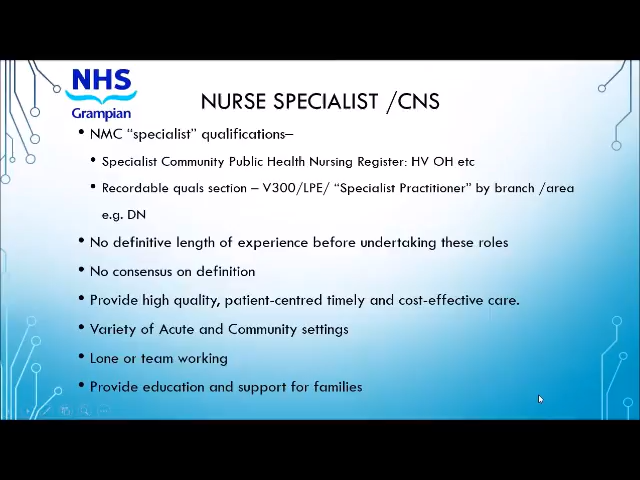 NHS
Grampian
NURSE SPECIALIST /CNS
• NMC “specialist” qualifications–
• Specialist Community Public Health Nursing Register: HV OH etc
• Recordable quals section – V300/LPE/ “Specialist Practitioner” by branch /area
e.g. DN
• No definitive length of experience before undertaking these roles
• No consensus on definition
• Provide high quality, patient-centred timely and cost-effective care.
• Variety of Acute and Community settings
• Lone or team working
• Provide education and support for families